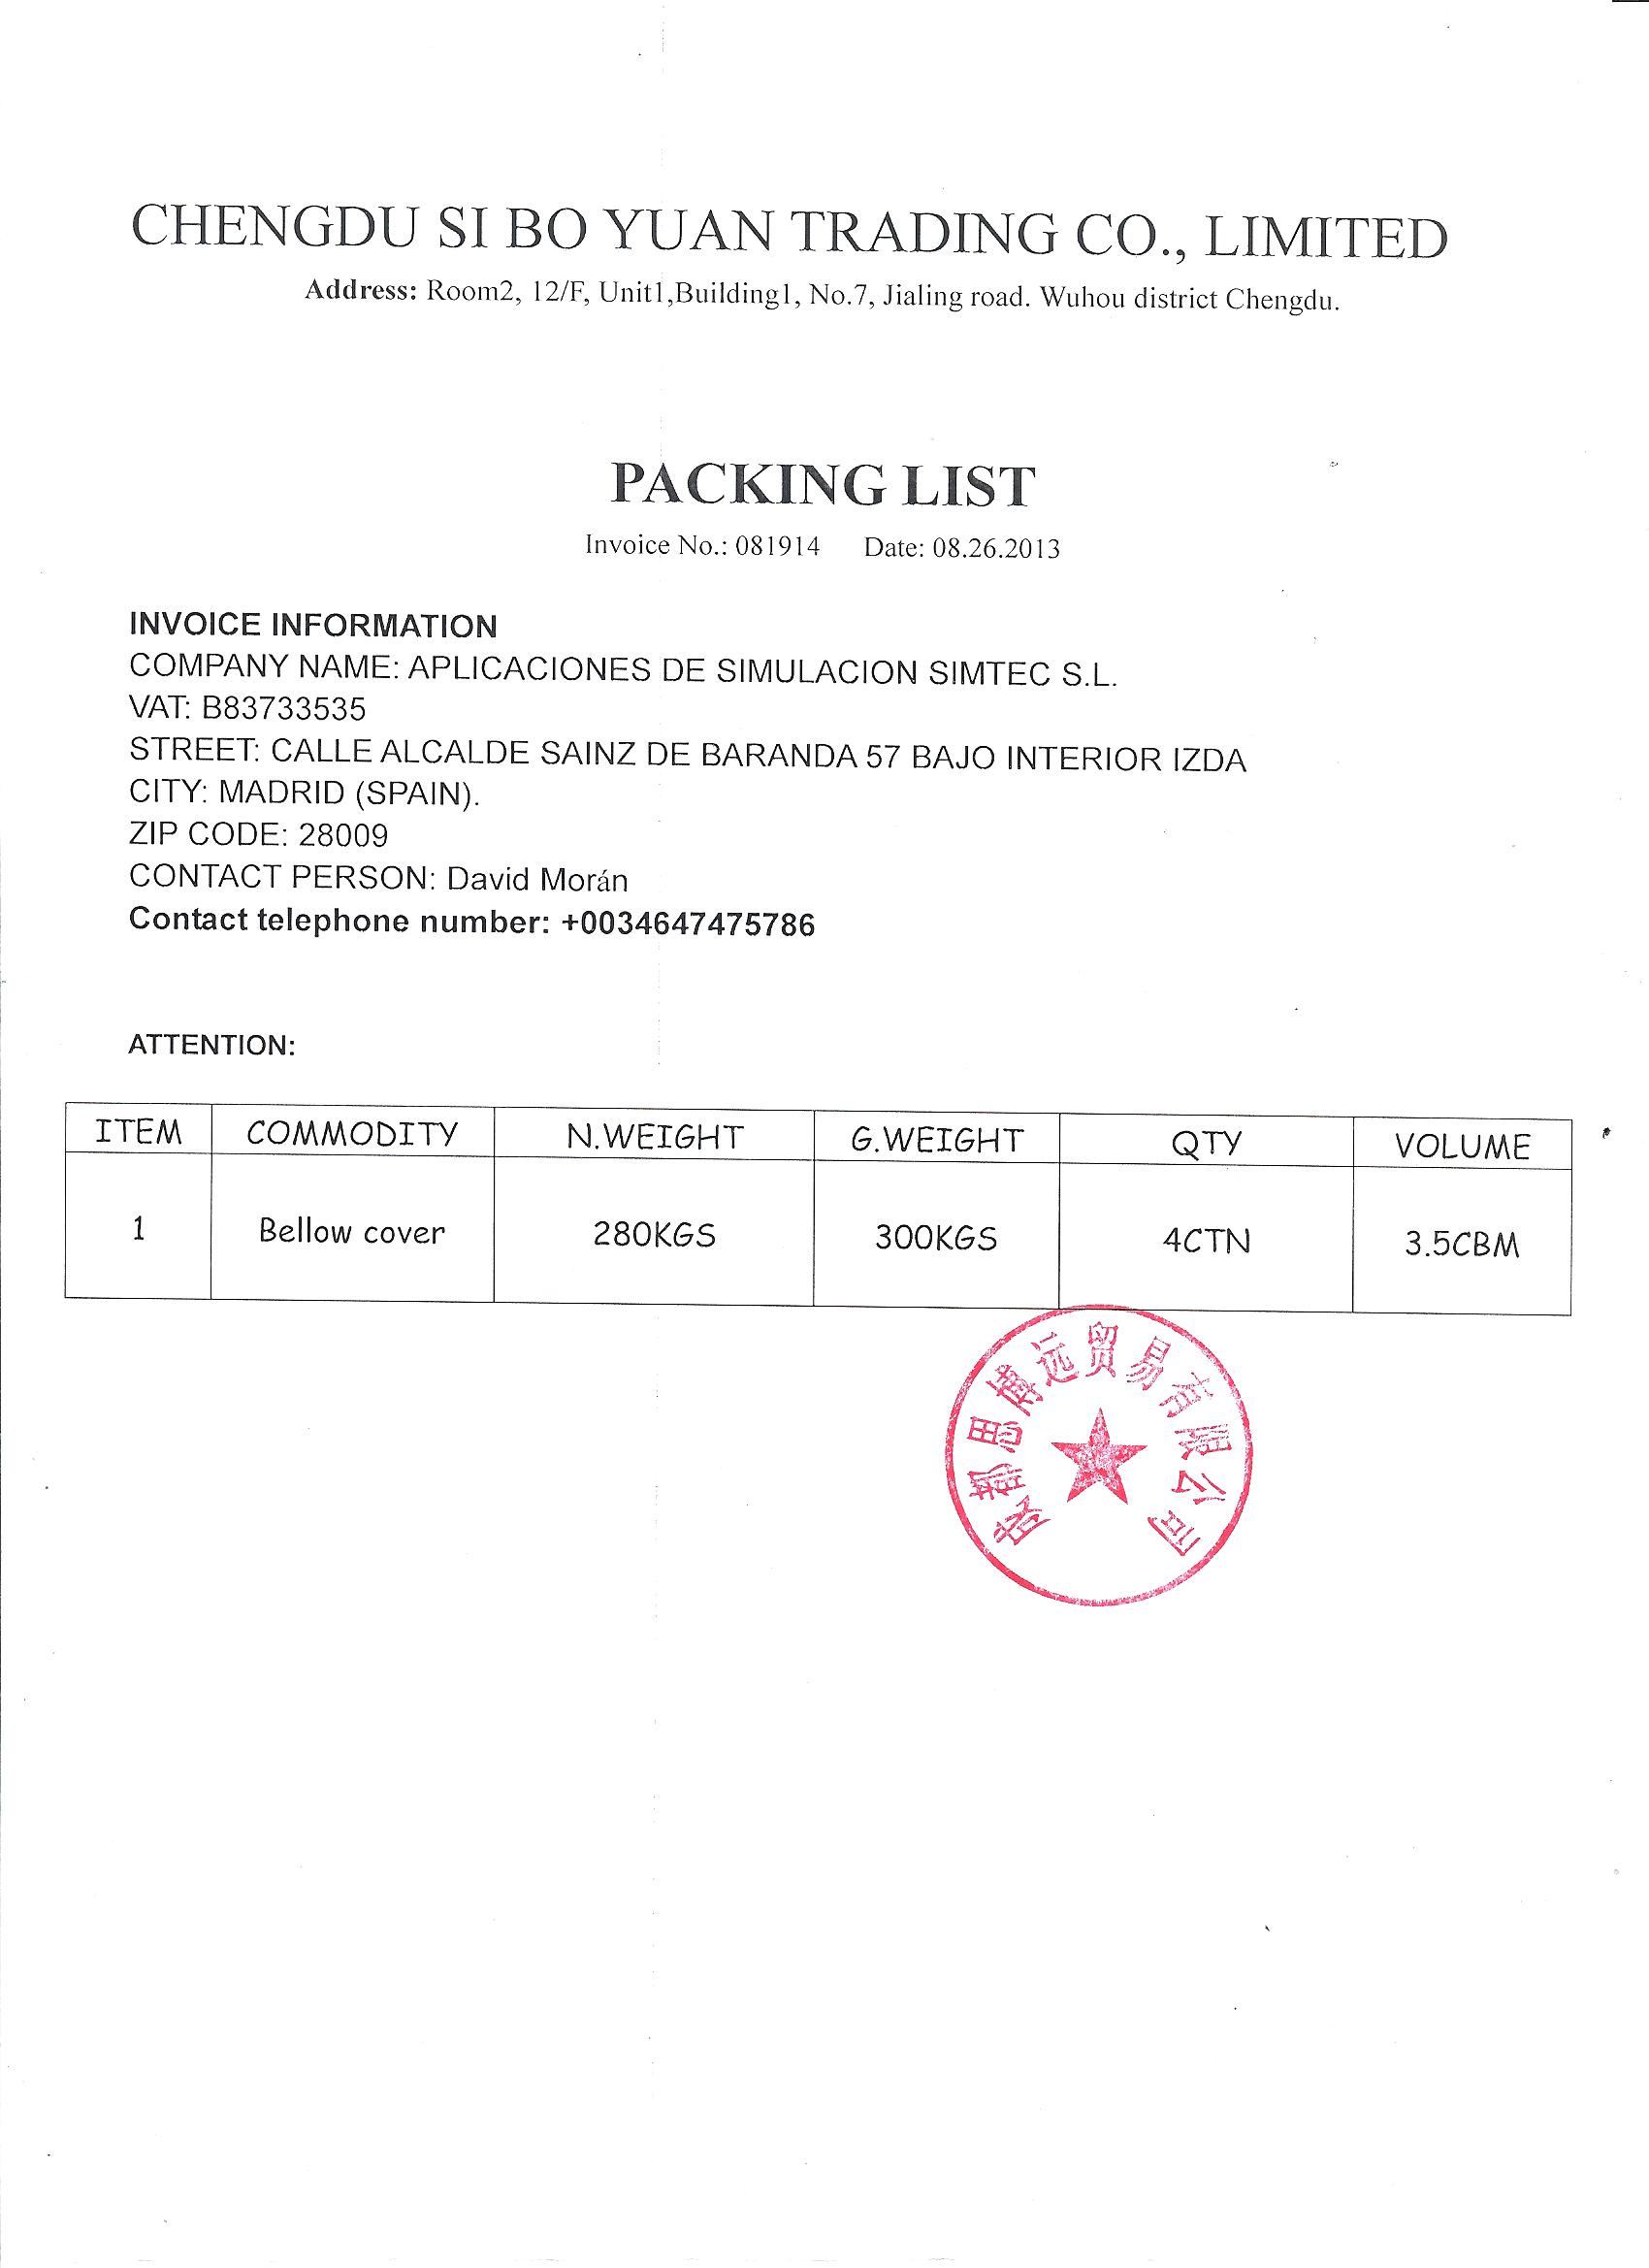 CHENGDU SI BO YUAN TRADING CO., LIMITED
Address: Room2, 12/F, Unit1,Building1, No.7, Jialing road. Wuhou district Chengdu.
PACKING LIST
Invoice No.: 081914 Date: 08.26.2013
INVOICE INFORMATION
COMPANY NAME: APLICACIONES DE SIMULACION SIMTEC S.L.
VAT: B83733535
STREET: CALLE ALCALDE SAINZ DE BARANDA 57 BAJO INTERIOR IZDA
CITY: MADRID (SPAIN).
ZIP CODE: 28009
CONTACT PERSON: David Morán
Contact telephone number: +0034647475786
ATTENTION:
ITEM COMMODITY N.WEIGHT G.WEIGHT QTY VOLUME
1 Bellow cover 280KGS 300KGS 4CTN 3.5CBM
成都思博远贸易有限公司